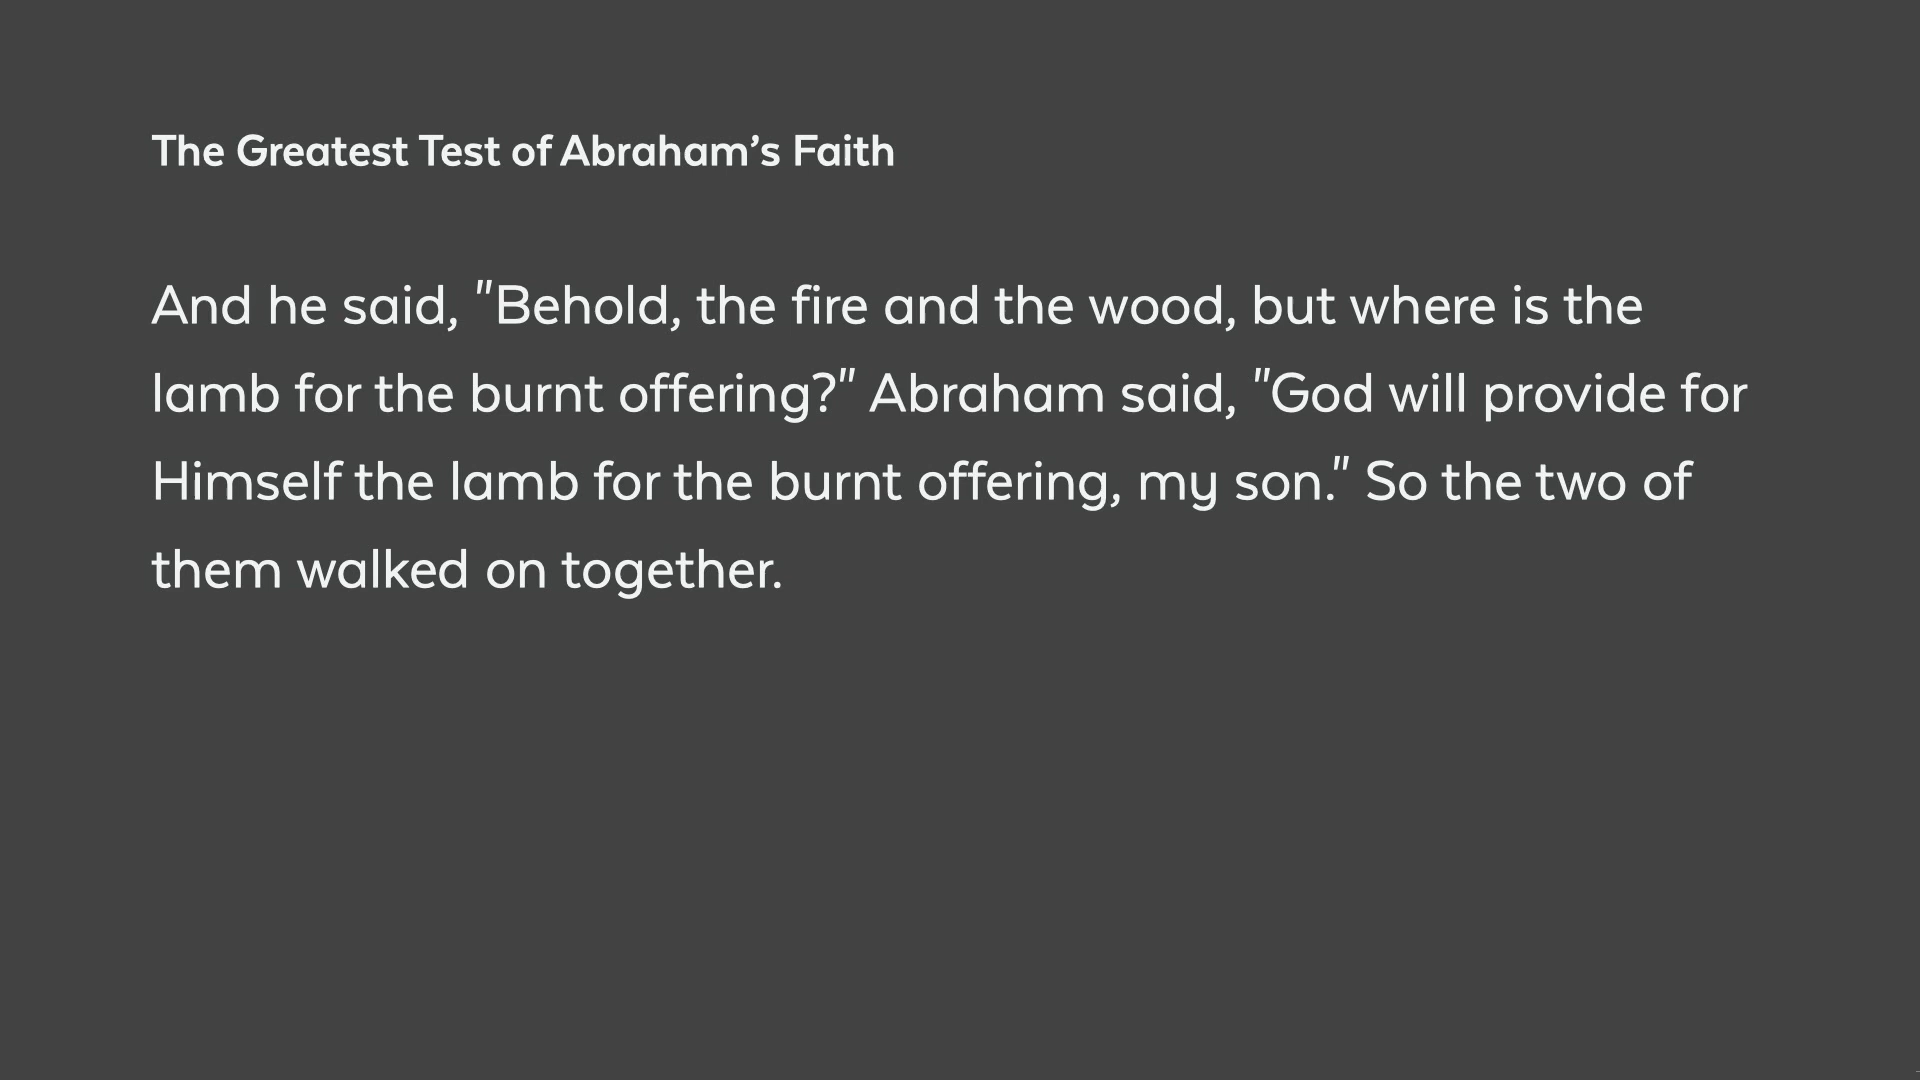 The Greatest Test of Abraham’s Faith
And he said, "Behold, the fire and the wood, but where is the
lamb for the burnt offering?" Abraham said, "God will provide for
Himself the lamb for the burnt offering, my son." So the two of
them walked on together.